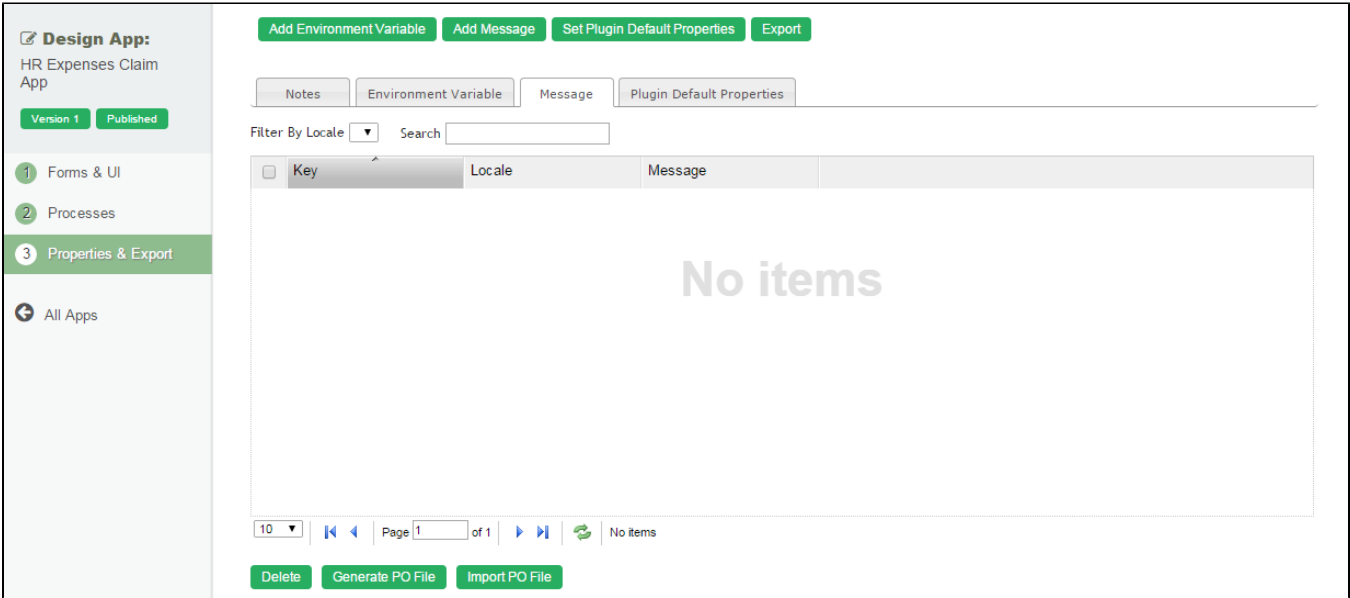 Design App:
HR Expenses Claim
App
Version 1 Published
1 Forms & UI
2 Processes
3 Properties & Export
All Apps
Add Environment Variable Add Message Set Plugin Default Properties Export
Notes Environment Variable Message Plugin Default Properties
Filter By Locale Search
Key Locale Message
No items
10 Page 1 of 1 No items
Delete Generate PO File Import PO File